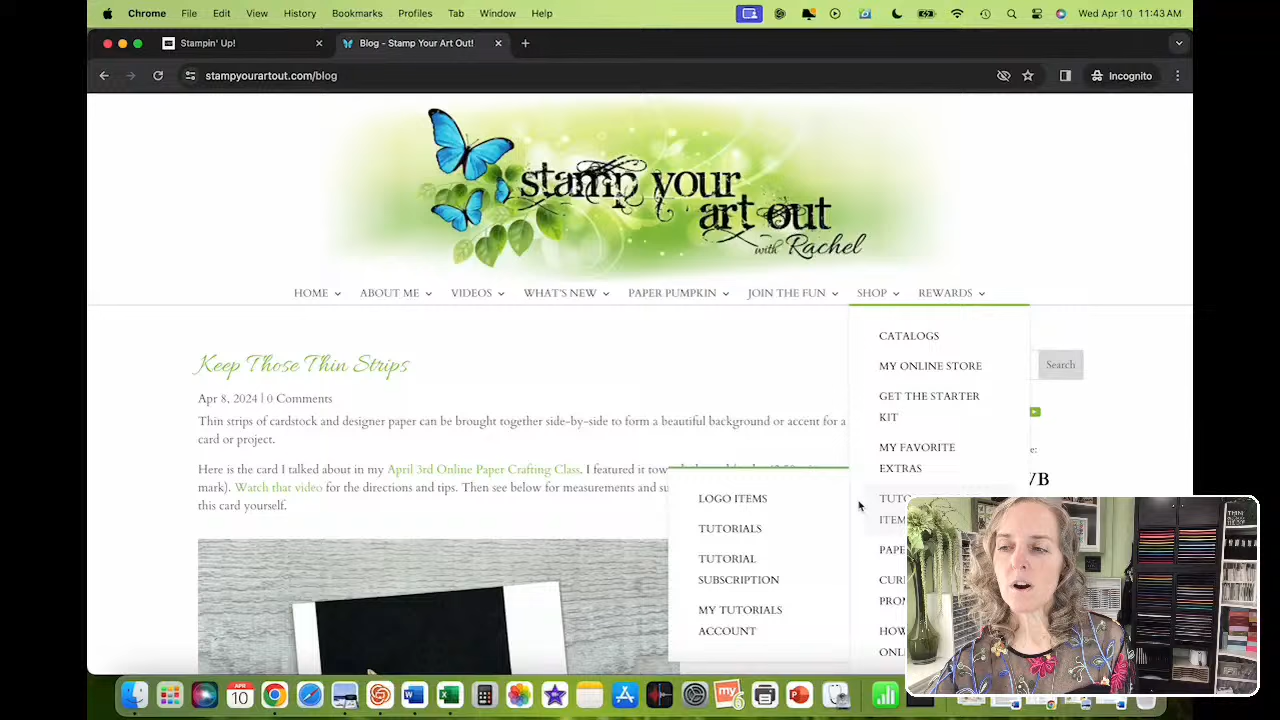 Chrome File Edit View History Bookmarks Profiles Tab Window Help Wed Apr 10 11:43 AM
Stampin' Up! Blog - Stamp Your Art Out!
stampyourartout.com/blog Incognito
stamp your
art out
with Rachel
HOME ABOUT ME VIDEOS WHAT'S NEW PAPER PUMPKIN JOIN THE FUN SHOP REWARDS
CATALOGS
MY ONLINE STORE
GET THE STARTER
KIT
MY FAVORITE
EXTRAS
Search
Keep Those Thin Strips
Apr 8, 2024 | 0 Comments
Thin strips of cardstock and designer paper can be brought together side-by-side to form a beautiful background or accent for a
card or project.
Here is the card I talked about in my April 3rd Online Paper Crafting Class. I featured it
mark). Watch that video for the directions and tips. Then see below for measurements and
this card yourself.
LOGO ITEMS
TUTORIALS
TUTORIAL
SUBSCRIPTION
MY TUTORIALS
ACCOUNT
APR
10